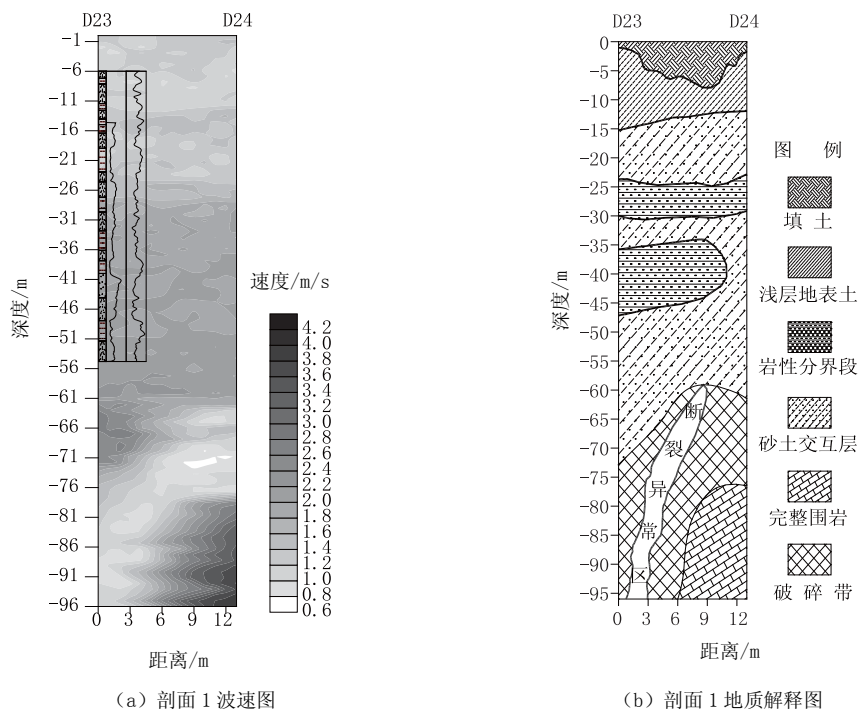 D23 D24
-1
-6
-11
-16
-21
-26
-31
-36
-41
-46
-51
-56
-61
-66
-71
-76
-81
-86
-91
-96
深度/m
0 3 6 9 12
距离/m
速度/m/s
4.2
4.0
3.8
3.6
3.4
3.2
3.0
2.8
2.6
2.4
2.2
2.0
1.8
1.6
1.4
1.2
1.0
0.8
0.6
(a) 剖面1波速图
D23 D24
0
-5
-10
-15
-20
-25
-30
-35
-40
-45
-50
-55
-60
-65
-70
-75
-80
-85
-90
-95
深度/m
断
裂
异
常
区
0 3 6 9 12
距离/m
图 例
填 土
浅层地表土
岩性分界段
砂土交互层
完整围岩
破 碎 带
(b) 剖面1地质解释图